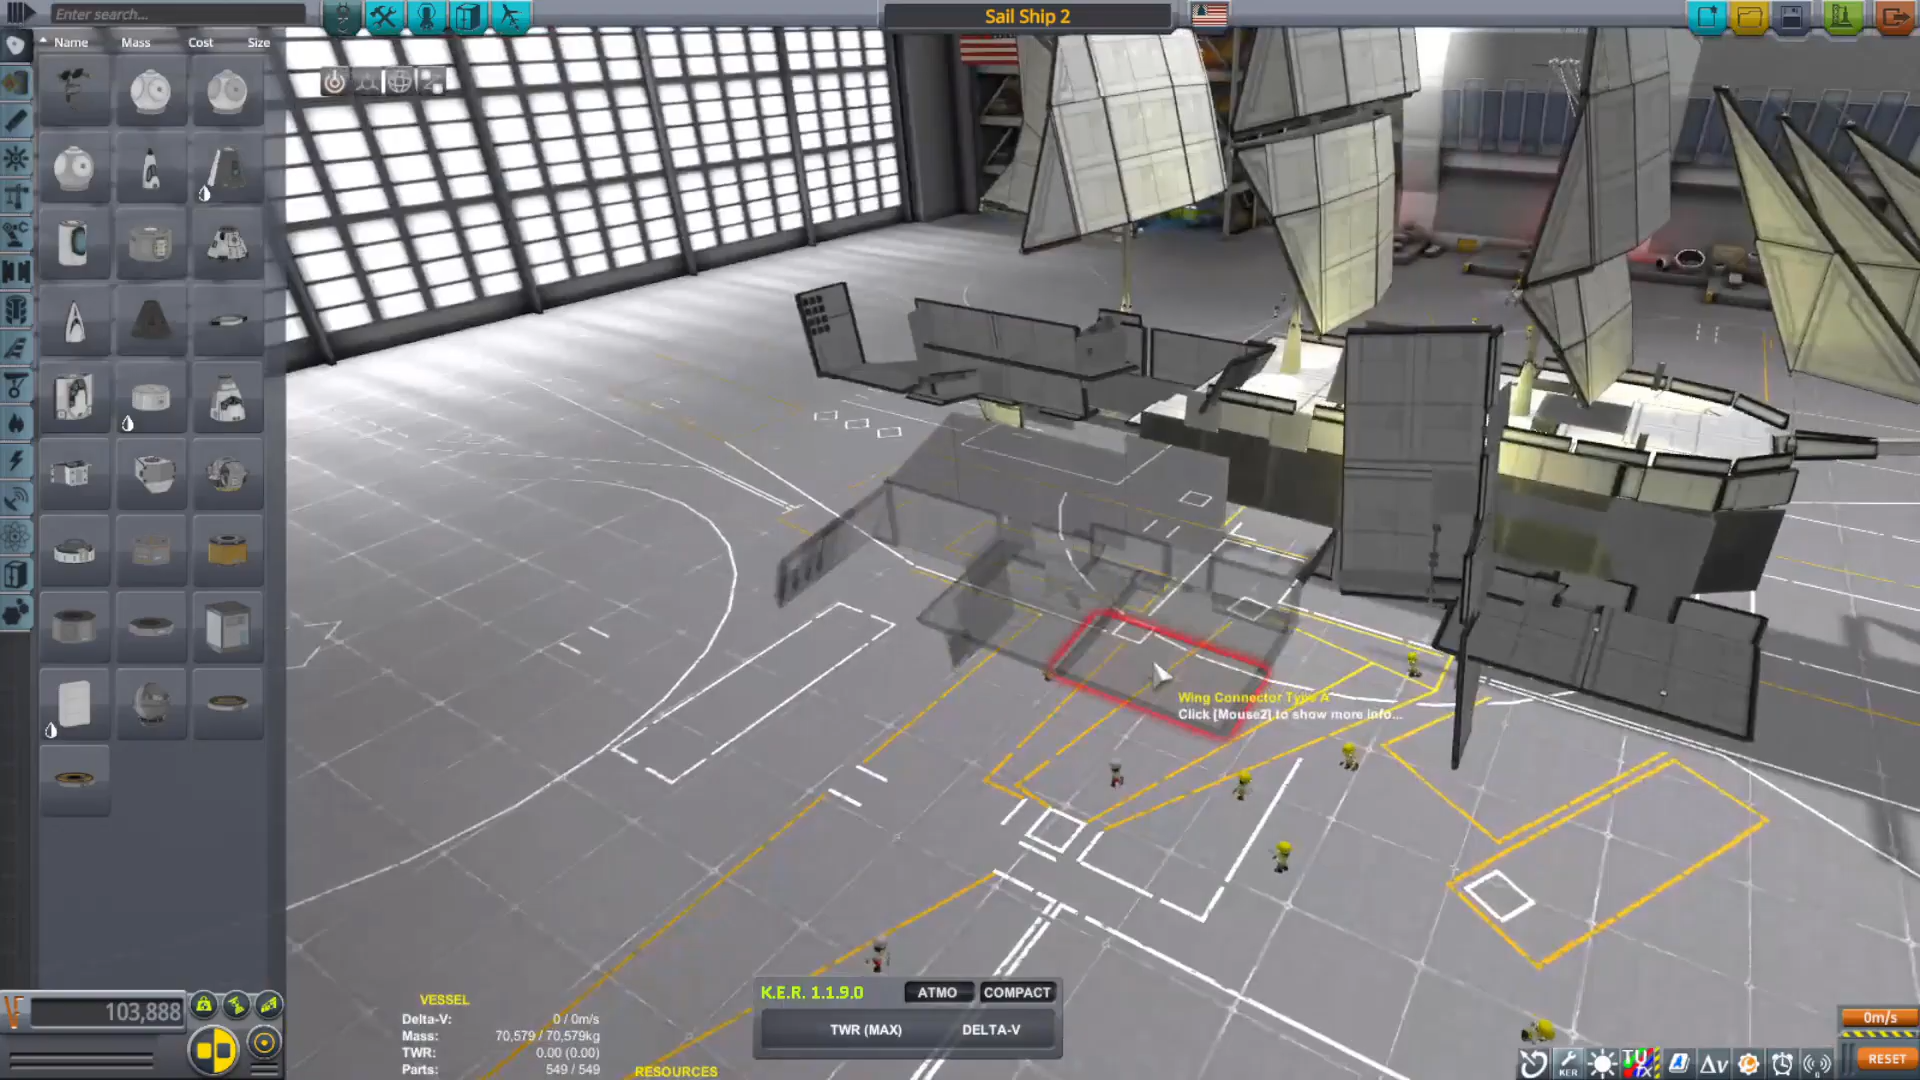 Enter search...
Sail Ship 2
Name Mass Cost Size
Wing Connector Type A
Click [Mouse2] to show more info...
103,888
VESSEL
Delta-V: 0 / 0m/s
Mass: 70,579 / 70,579kg
TWR: 0.00 (0.00)
Parts: 549 / 549
RESOURCES
K.E.R. 1.1.9.0 ATMO COMPACT
TWR (MAX) DELTA-V
0m/s
KER
Δv
RESET